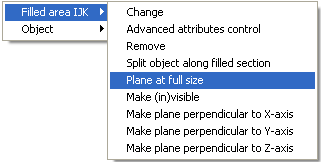 Filled area IJK
Object
Change
Advanced attributes control
Remove
Split object along filled section
Plane at full size
Make (in)visible
Make plane perpendicular to X-axis
Make plane perpendicular to Y-axis
Make plane perpendicular to Z-axis